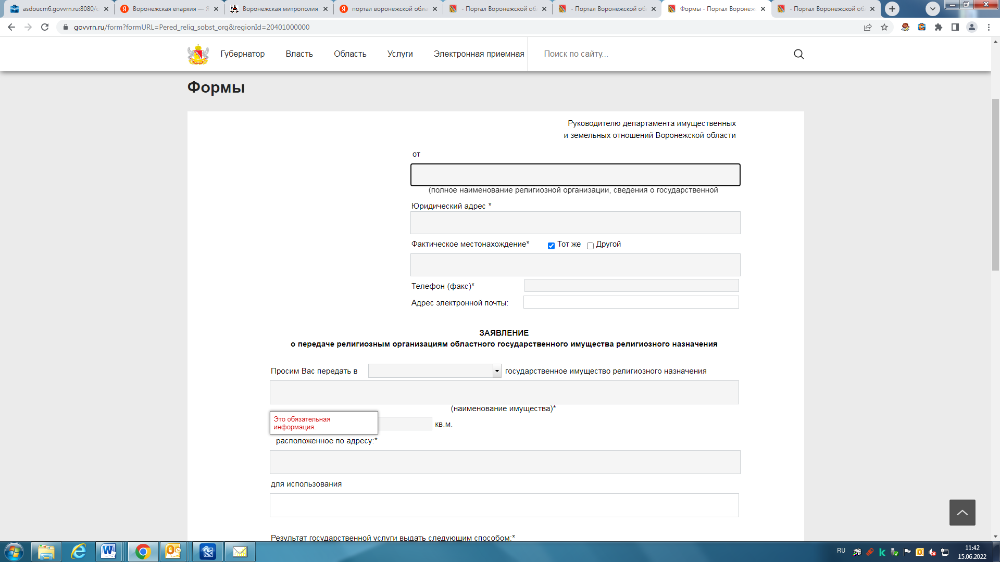 asdoucm6.govvrn.ru:8080/c
Воронежская епархия — Я
Воронежская митрополия
портал воронежской обла
- Портал Воронежской об
- Портал Воронежской об
Формы - Портал Воронеж
- Портал Воронежской об
govvrn.ru/form?formURL=Pered_relig_sobst_org&regionId=20401000000
Губернатор Власть Область Услуги Электронная приемная Поиск по сайту...
Формы
Руководителю департамента имущественных
и земельных отношений Воронежской области
от
(полное наименование религиозной организации, сведения о государственной
Юридический адрес *
Фактическое местонахождение* Тот же Другой
Телефон (факс)*
Адрес электронной почты:
ЗАЯВЛЕНИЕ
о передаче религиозным организациям областного государственного имущества религиозного назначения
Просим Вас передать в государственное имущество религиозного назначения
(наименование имущества)*
Это обязательная
информация.
кв.м.
расположенное по адресу:*
для использования
Результат государственной услуги выдать следующим способом:*
RU
11:42
15.06.2022